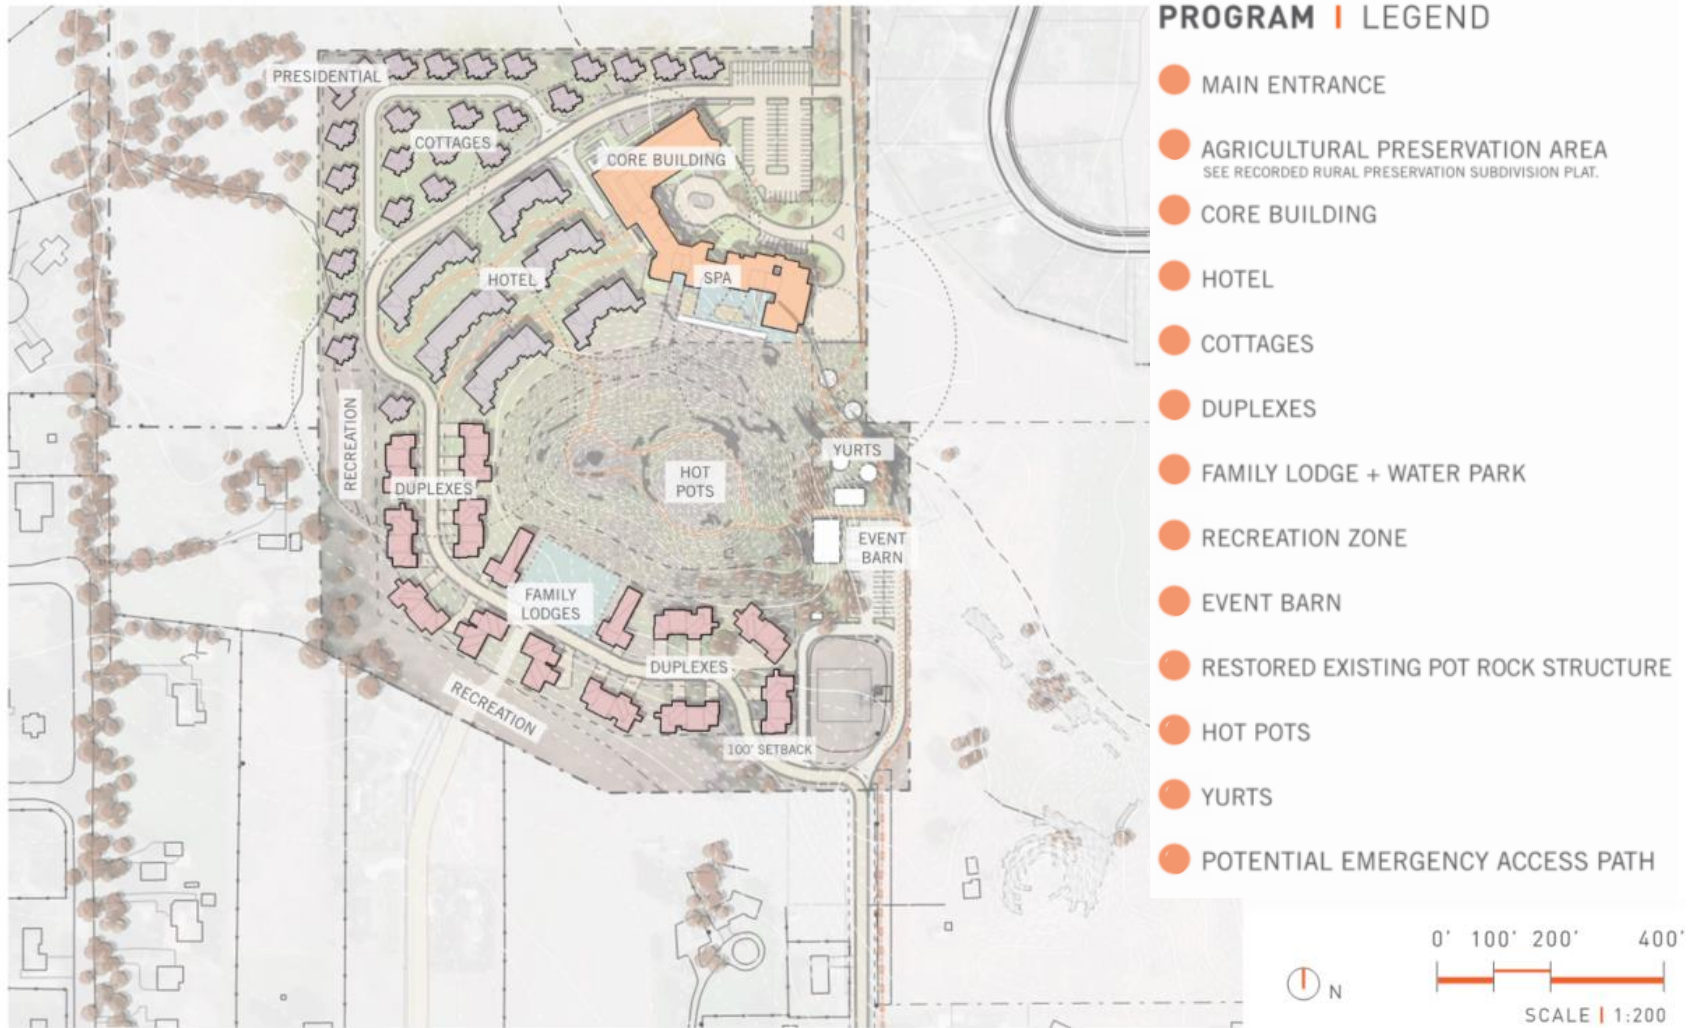 PROGRAM | LEGEND
MAIN ENTRANCE
AGRICULTURAL PRESERVATION AREA
SEE RECORDED RURAL PRESERVATION SUBDIVISION PLAT.
CORE BUILDING
HOTEL
COTTAGES
DUPLEXES
FAMILY LODGE + WATER PARK
RECREATION ZONE
EVENT BARN
RESTORED EXISTING POT ROCK STRUCTURE
HOT POTS
YURTS
POTENTIAL EMERGENCY ACCESS PATH
PRESIDENTIAL
COTTAGES
CORE BUILDING
HOTEL
SPA
RECREATION
DUPLEXES
HOT
POTS
YURTS
EVENT
BARN
FAMILY
LODGES
DUPLEXES
RECREATION
100' SETBACK
N
0' 100' 200' 400'
SCALE | 1:200